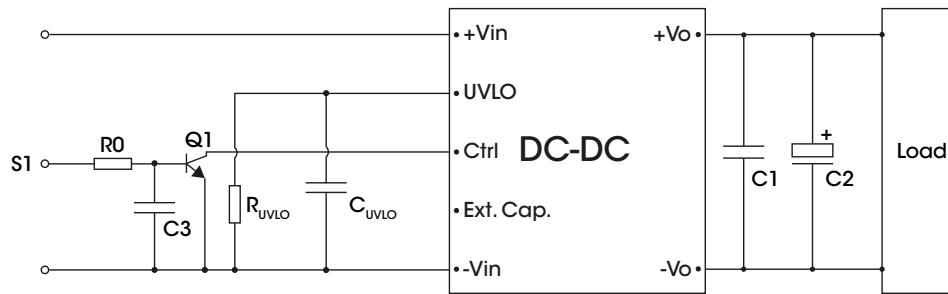 +Vin
+Vo
UVLO
Q1
R0
S1
Ctrl
DC-DC
Load
+
C1
C2
RUVLO
CUVLO
C3
Ext. Cap.
-Vin
-Vo